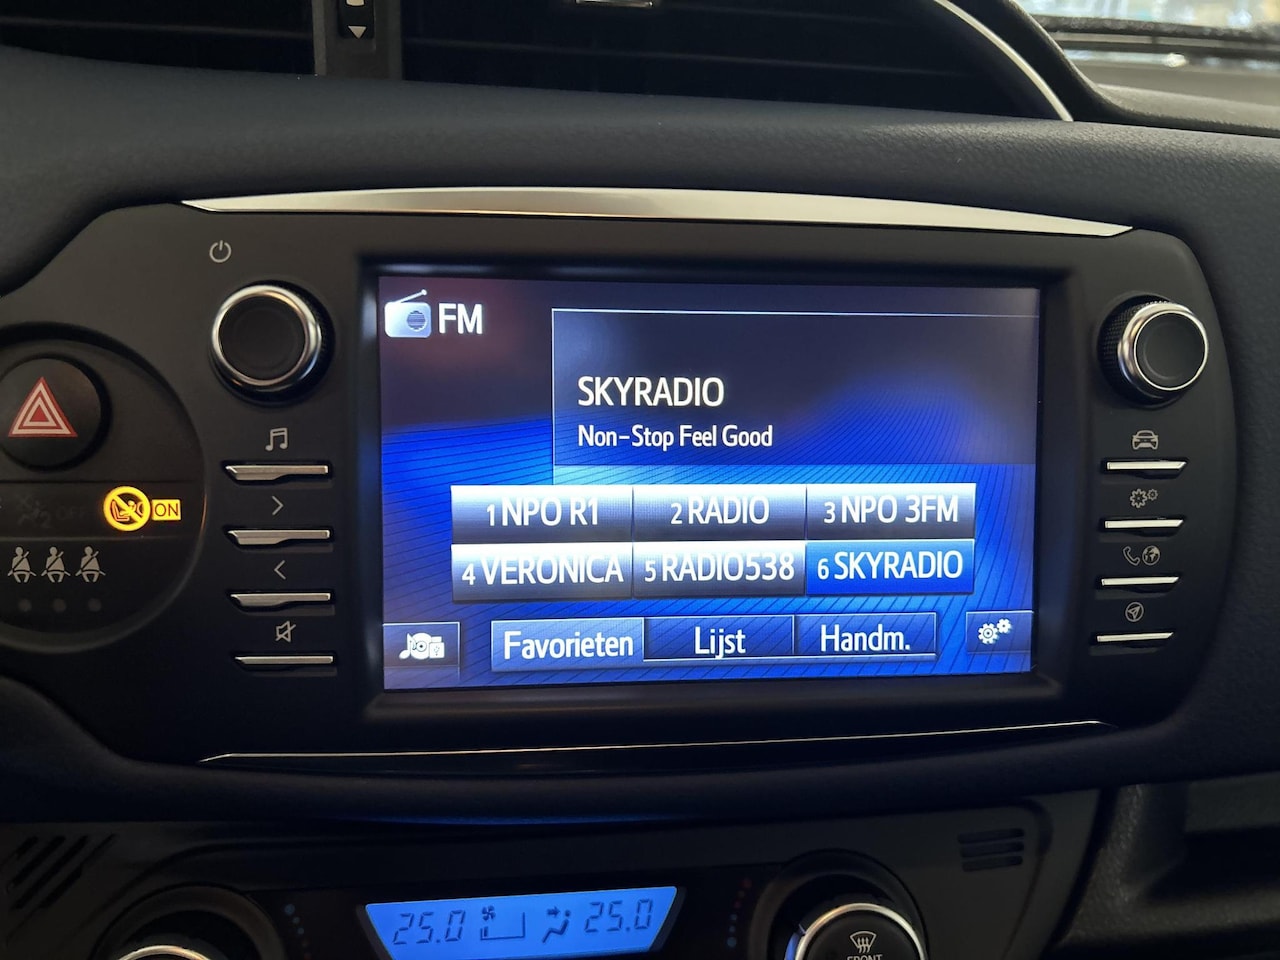 FM
SKYRADIO
Non-Stop Feel Good
1 NPO R1
2 RADIO
3 NPO 3FM
4 VERONICA
5 RADIO538
6 SKYRADIO
Favorieten
Lijst
Handm.
ON
25.0
25.0
FRONT